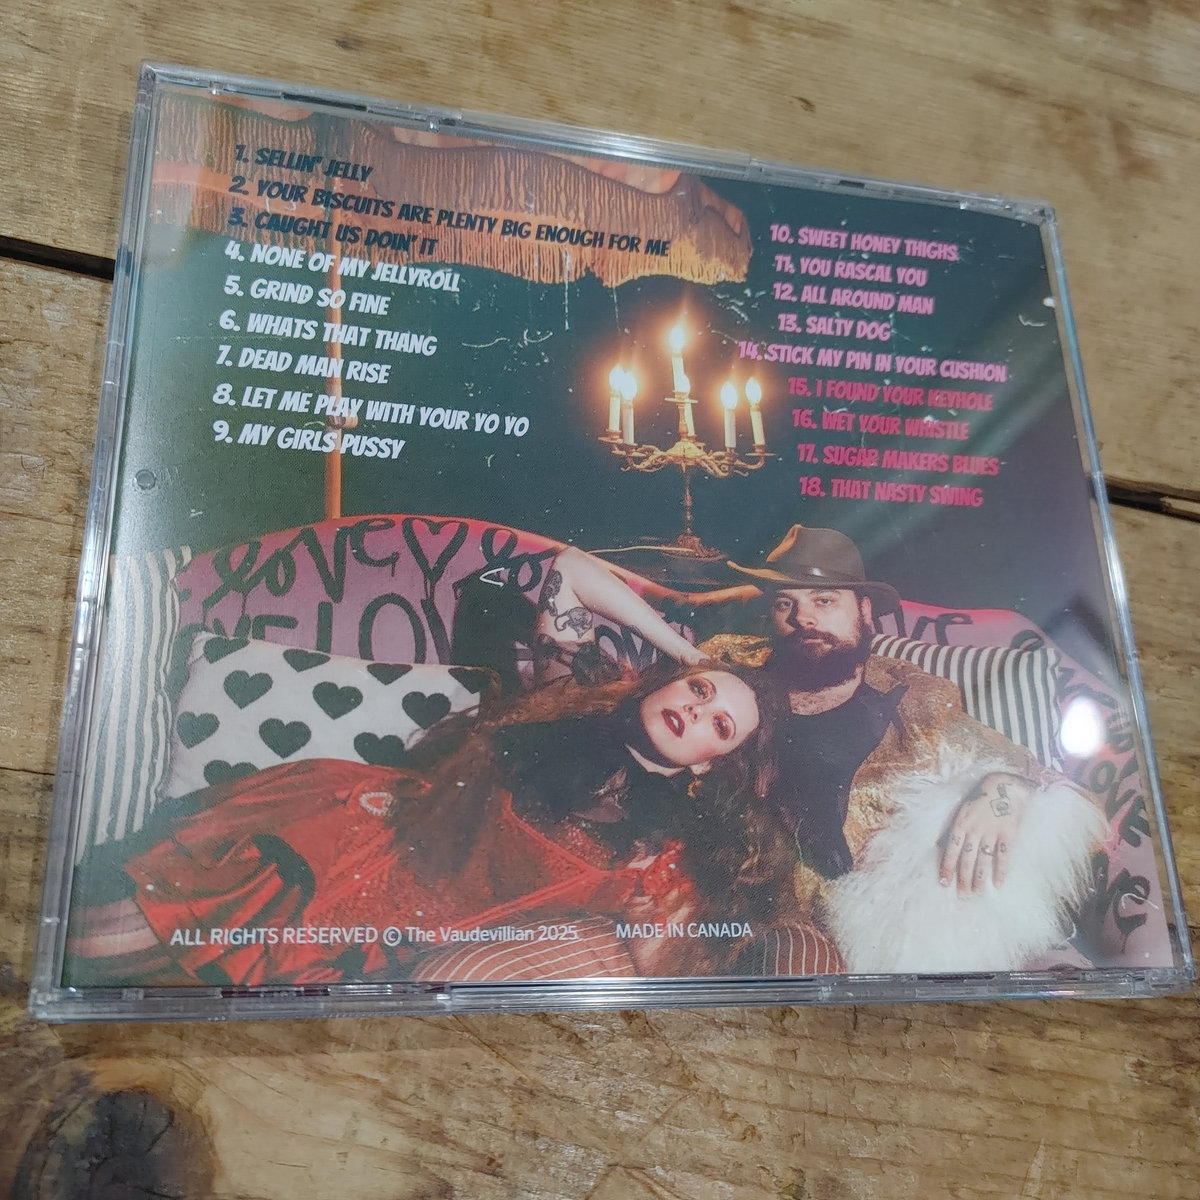 1. SELLIN' JELLY
2. YOUR BISCUITS ARE PLENTY BIG ENOUGH FOR ME
3. CAUGHT US DOIN' IT
4. NONE OF MY JELLYROLL
5. GRIND SO FINE
6. WHATS THAT THANG
7. DEAD MAN RISE
8. LET ME PLAY WITH YOUR YO YO
9. MY GIRLS PUSSY
10. SWEET HONEY THIGHS
11. YOU RASCAL YOU
12. ALL AROUND MAN
13. SALTY DOG
14. STICK MY PIN IN YOUR CUSHION
15. I FOUND YOUR KEYHOLE
16. WET YOUR WHISTLE
17. SUGAR MAKERS BLUES
18. THAT NASTY SWING
love
LOVE
love
ALL RIGHTS RESERVED © The Vaudevillian 2025 MADE IN CANADA